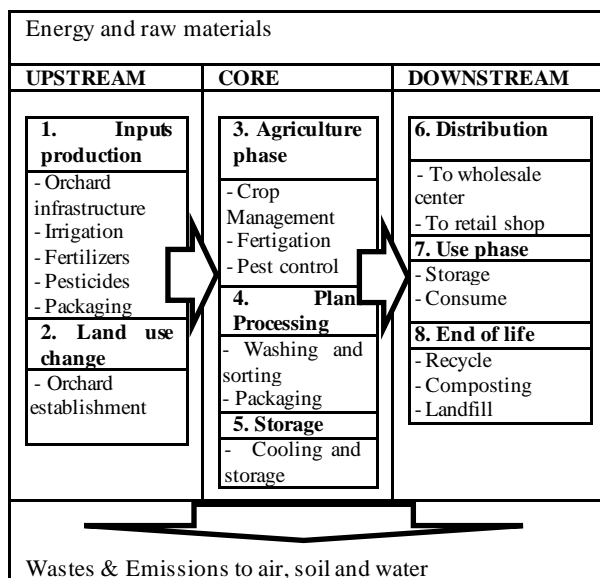 Energy and raw materials
UPSTREAM
1. Inputs
production
- Orchard
infrastructure
- Irrigation
- Fertilizers
- Pesticides
- Packaging
2. Land use
change
- Orchard
establishment
CORE
3. Agriculture
phase
- Crop
Management
- Fertigation
- Pest control
4. Plant
Processing
- Washing and
sorting
- Packaging
5. Storage
- Cooling and
storage
DOWNSTREAM
6. Distribution
- To wholesale
center
- To retail shop
7. Use phase
- Storage
- Consume
8. End of life
- Recycle
- Composting
- Landfill
Wastes & Emissions to air, soil and water